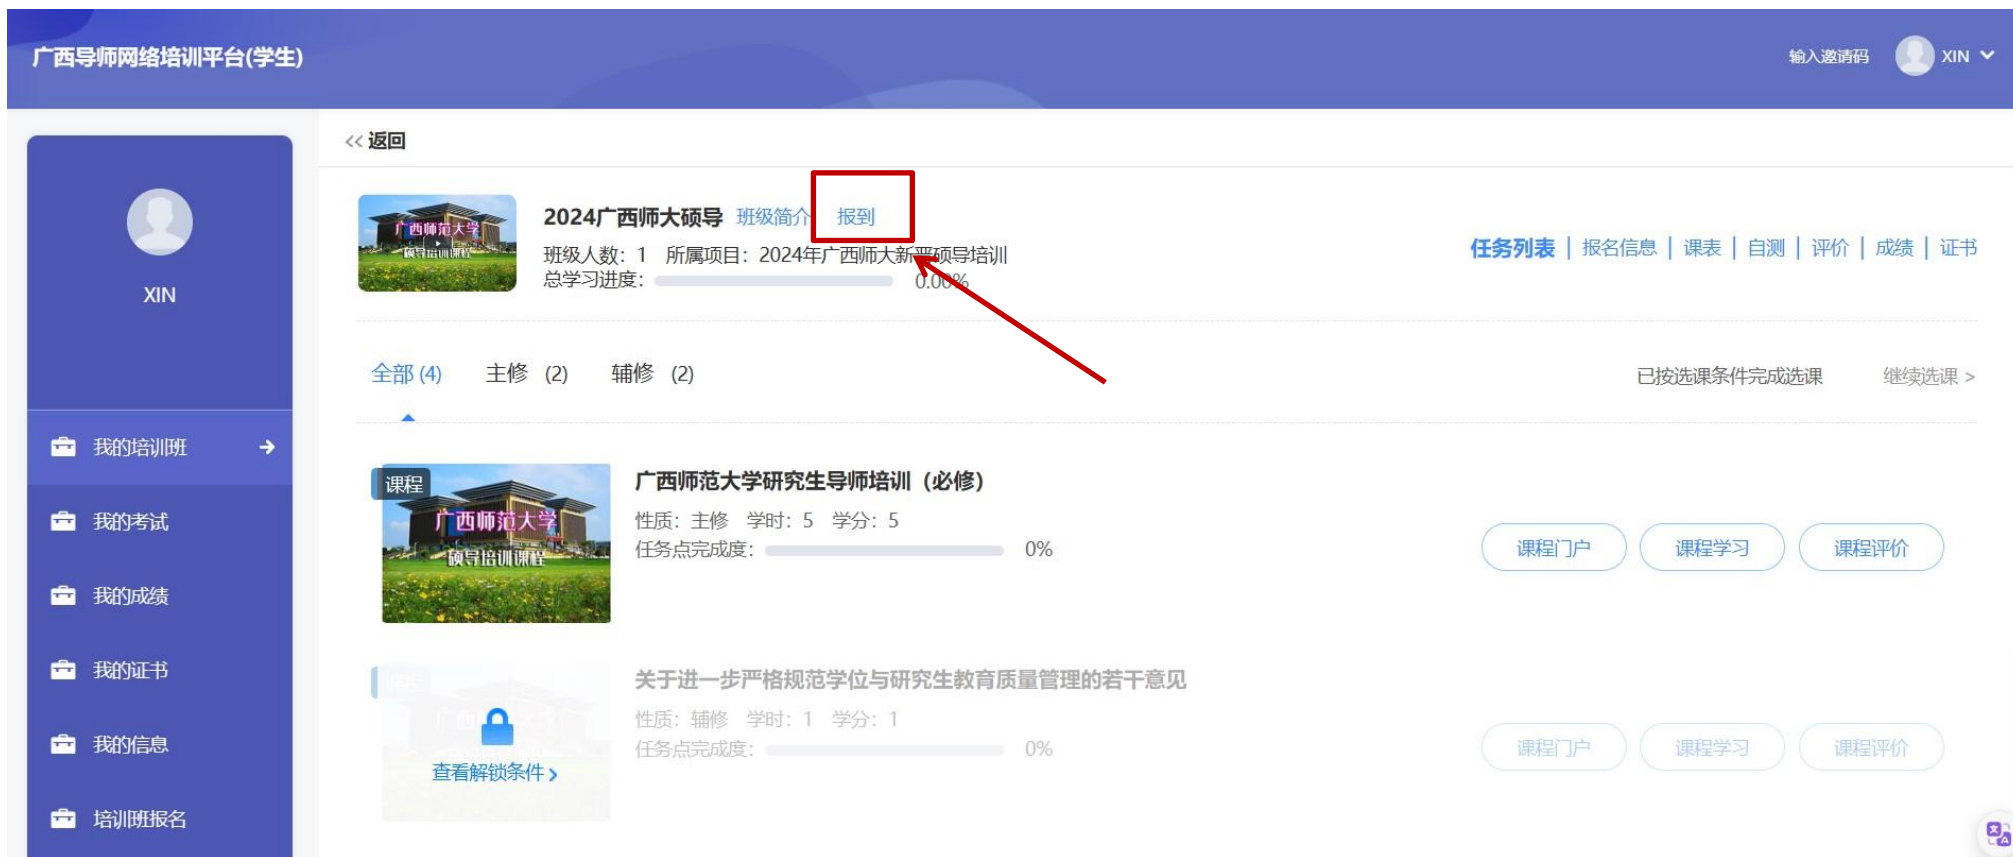 广西导师网络培训平台(学生)
输入邀请码 XIN
<< 返回
XIN
广西师范大学
硕导培训课程
2024广西师大硕导 班级简介 报到
班级人数：1 所属项目：2024年广西师大新晋硕导培训
总学习进度： 0.00%
任务列表 | 报名信息 | 课表 | 自测 | 评价 | 成绩 | 证书
全部 (4) 主修 (2) 辅修 (2)
已按选课条件完成选课 继续选课 >
我的培训班
我的考试
我的成绩
我的证书
我的信息
培训班报名
课程
广西师范大学
硕导培训课程
广西师范大学研究生导师培训（必修）
性质：主修 学时：5 学分：5
任务点完成度： 0%
课程门户 课程学习 课程评价
查看解锁条件 >
关于进一步严格规范学位与研究生教育质量管理的若干意见
性质：辅修 学时：1 学分：1
任务点完成度： 0%
课程门户 课程学习 课程评价